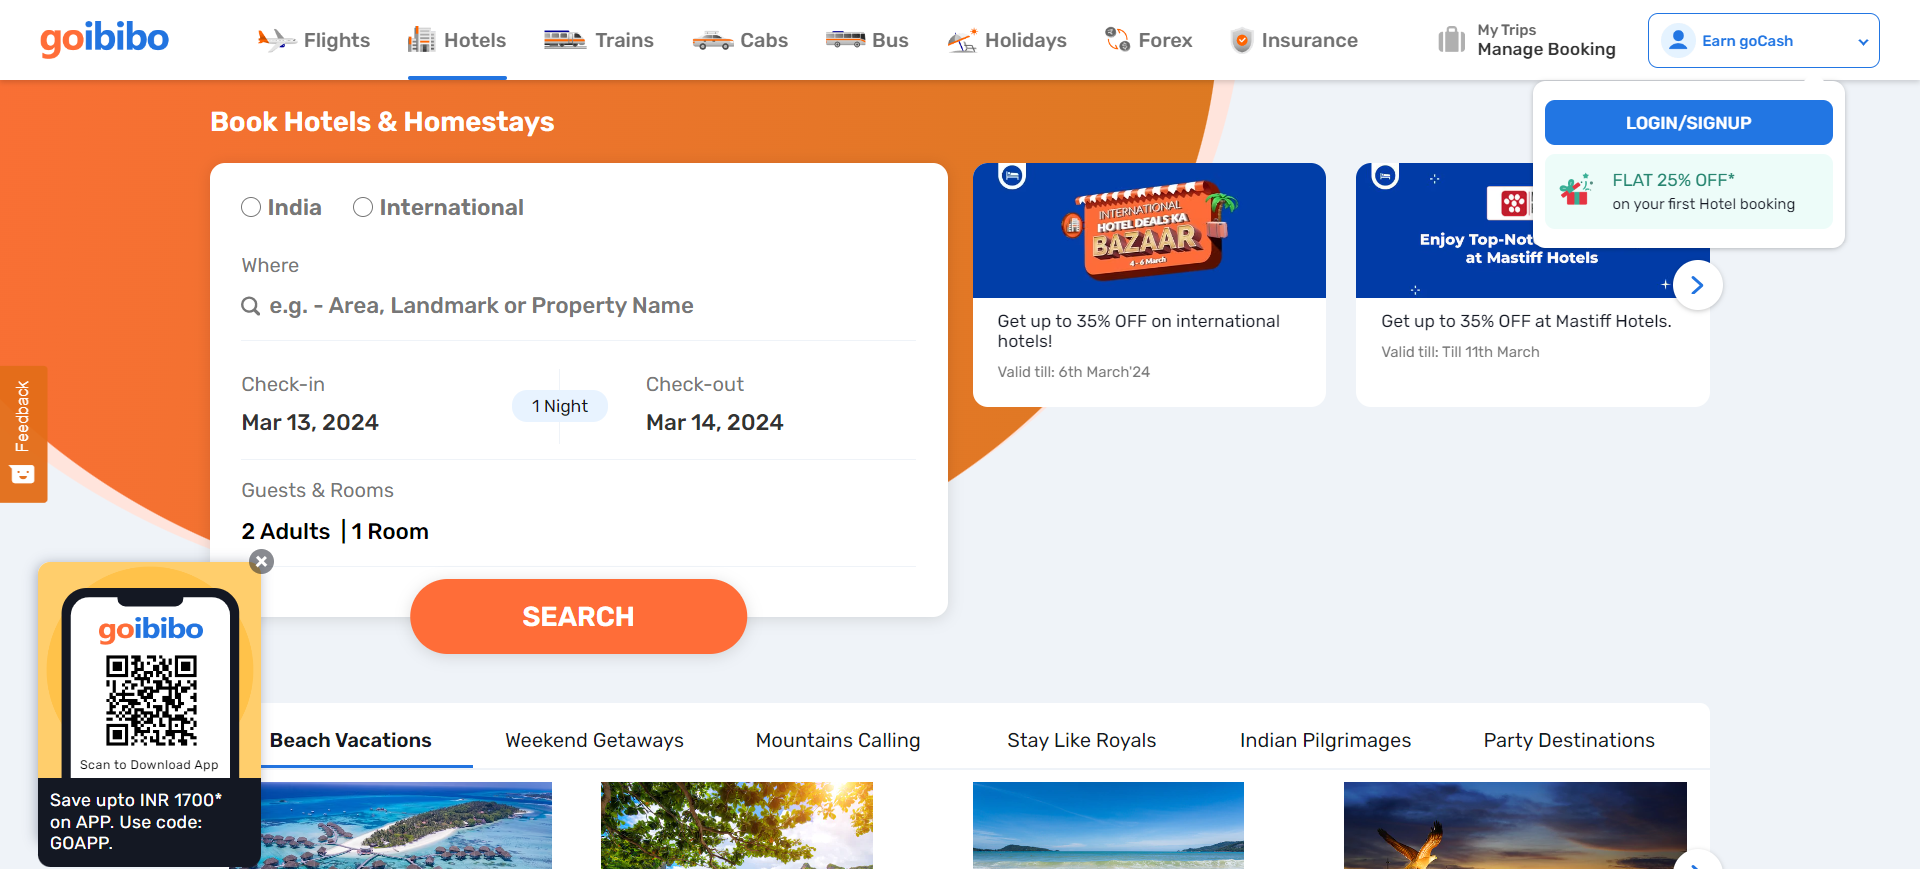 goibibo
Flights
Hotels
Trains
Cabs
Bus
Holidays
Forex
Insurance
My Trips
Manage Booking
Earn goCash
LOGIN/SIGNUP
FLAT 25% OFF*
on your first Hotel booking
Book Hotels & Homestays
India
International
Where
e.g. - Area, Landmark or Property Name
Check-in
Mar 13, 2024
1 Night
Check-out
Mar 14, 2024
Guests & Rooms
2 Adults | 1 Room
SEARCH
INTERNATIONAL
HOTEL DEALS KA
BAZAAR
4 - 6 March
Get up to 35% OFF on international
hotels!
Valid till: 6th March'24
Enjoy Top-Not
at Mastiff Hotels
Get up to 35% OFF at Mastiff Hotels.
Valid till: Till 11th March
Feedback
goibibo
Scan to Download App
Save upto INR 1700*
on APP. Use code:
GOAPP.
Beach Vacations
Weekend Getaways
Mountains Calling
Stay Like Royals
Indian Pilgrimages
Party Destinations